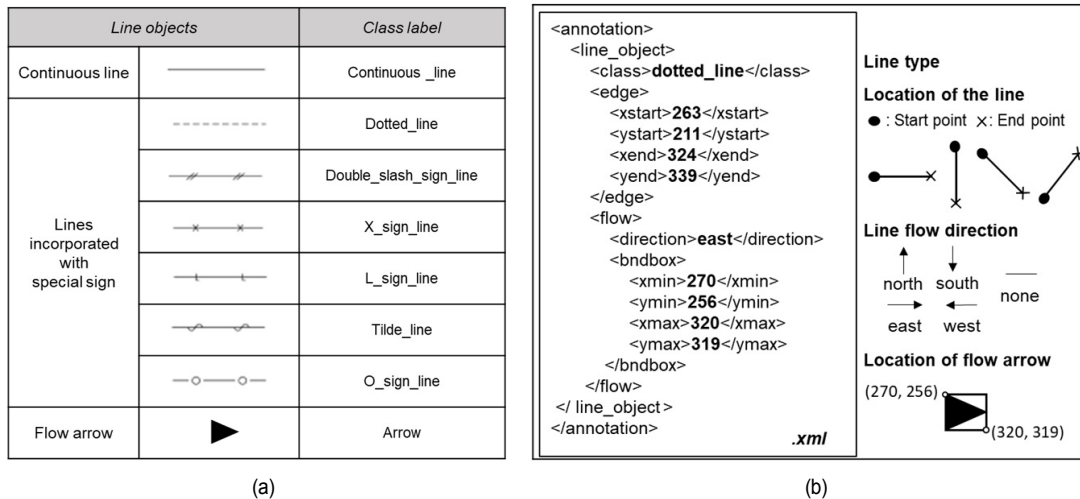 Line objects Class label
Continuous line Continuous _line
Lines incorporated with special sign
Dotted_line
Double_slash_sign_line
X_sign_line
L_sign_line
Tilde_line
O_sign_line
Flow arrow Arrow
(a)
<annotation>
<line_object>
<class>dotted_line</class>
<edge>
<xstart>263</xstart>
<ystart>211</ystart>
<xend>324</xend>
<yend>339</yend>
</edge>
<flow>
<direction>east</direction>
<bndbox>
<xmin>270</xmin>
<ymin>256</ymin>
<xmax>320</xmax>
<ymax>319</ymax>
</bndbox>
</flow>
</ line_object>
</annotation>
.xml
Line type
Location of the line
: Start point ×: End point
Line flow direction
north south
none
east west
Location of flow arrow
(270, 256)
(320, 319)
(b)